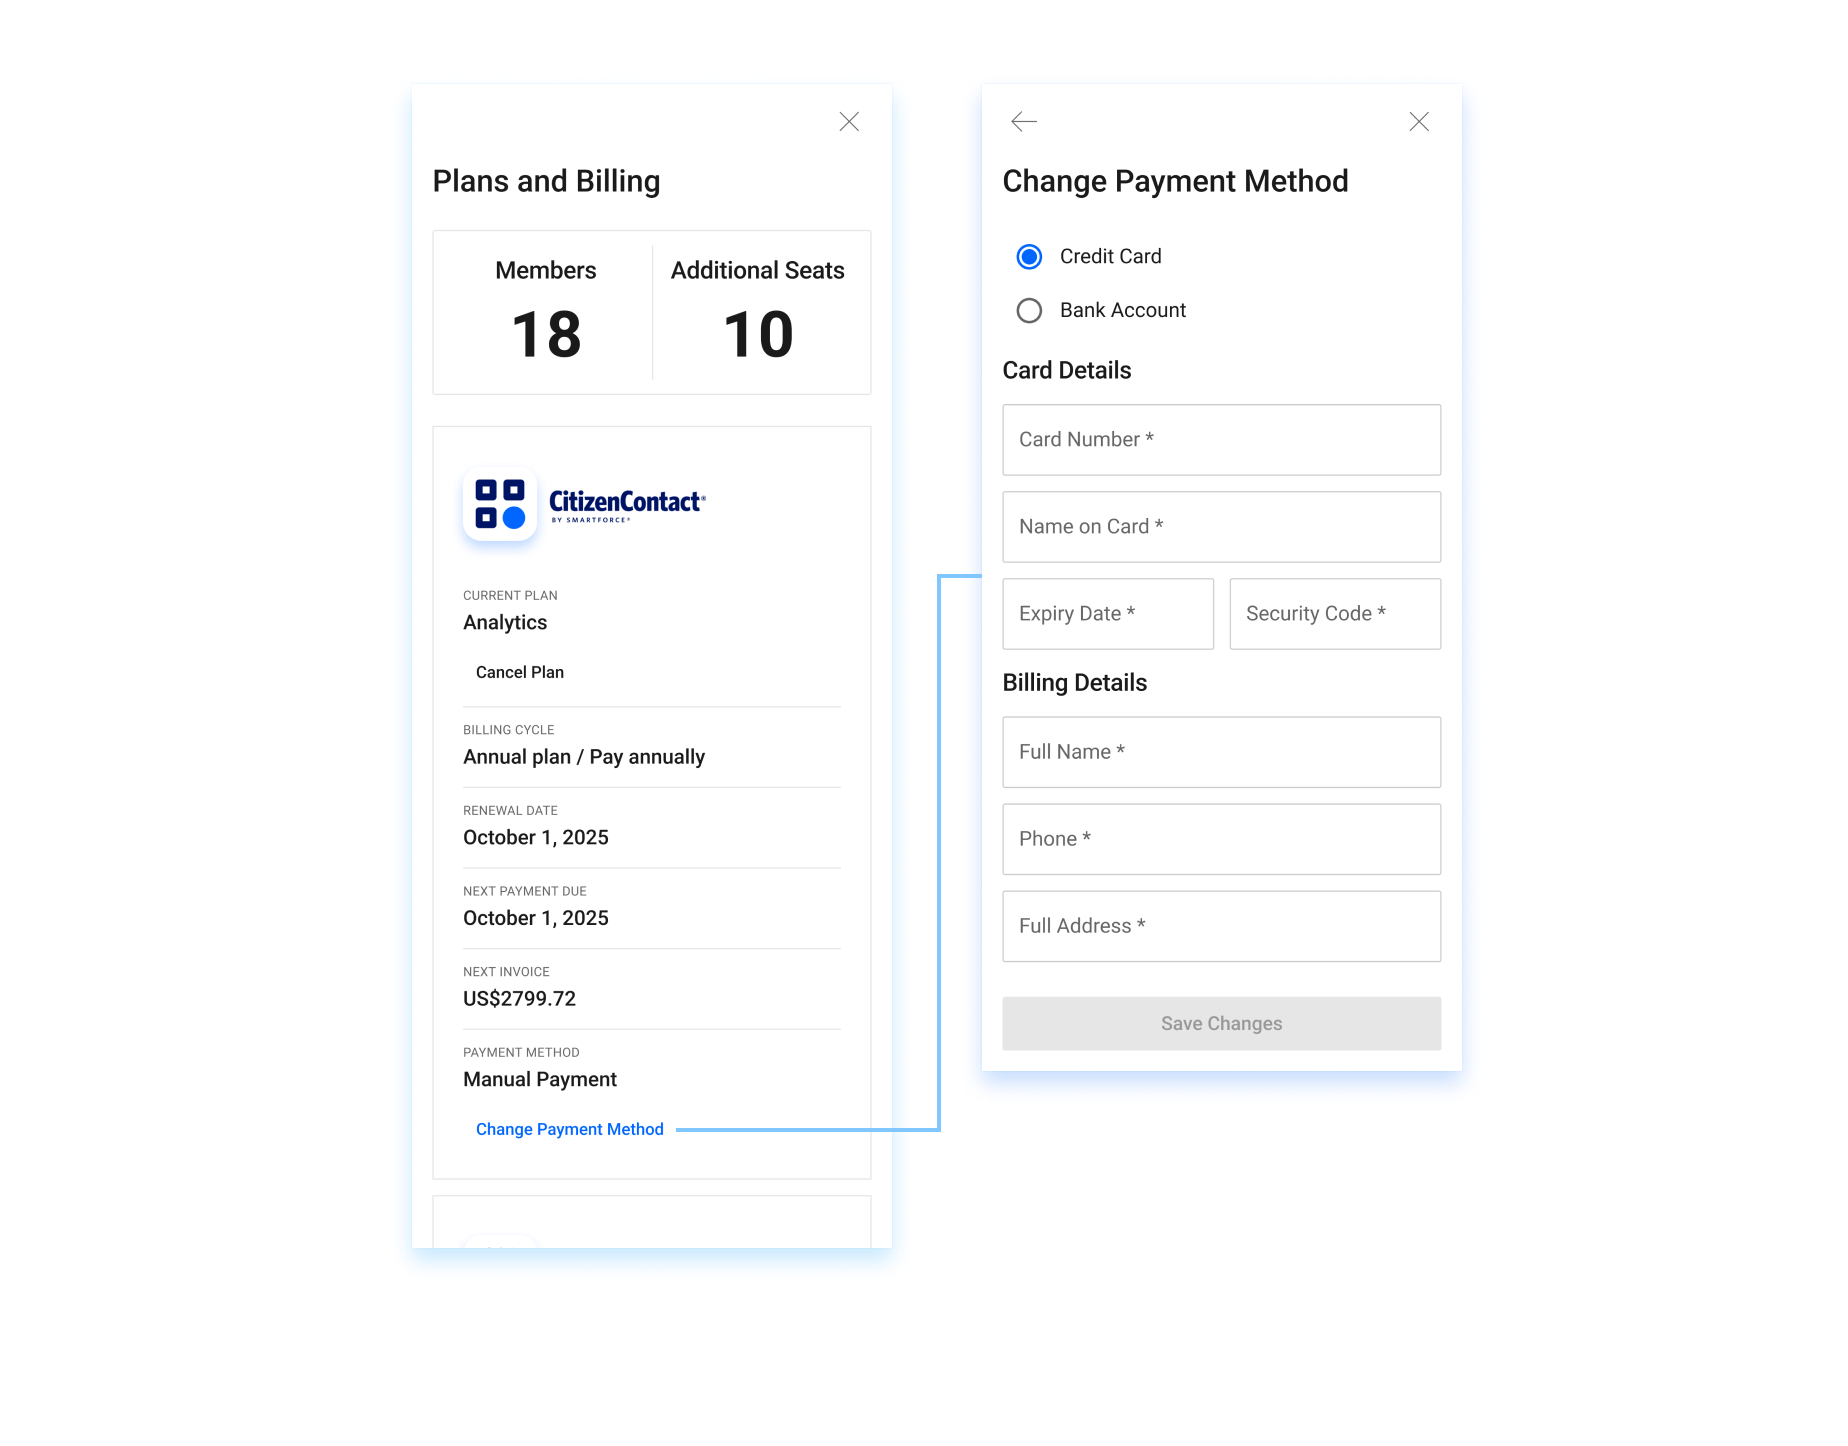 Plans and Billing
Members
18
Additional Seats
10
CitizenContact®
BY SMARTFORCE®
CURRENT PLAN
Analytics
Cancel Plan
BILLING CYCLE
Annual plan / Pay annually
RENEWAL DATE
October 1, 2025
NEXT PAYMENT DUE
October 1, 2025
NEXT INVOICE
US$2799.72
PAYMENT METHOD
Manual Payment
Change Payment Method
Change Payment Method
Credit Card
Bank Account
Card Details
Card Number *
Name on Card *
Expiry Date *
Security Code *
Billing Details
Full Name *
Phone *
Full Address *
Save Changes